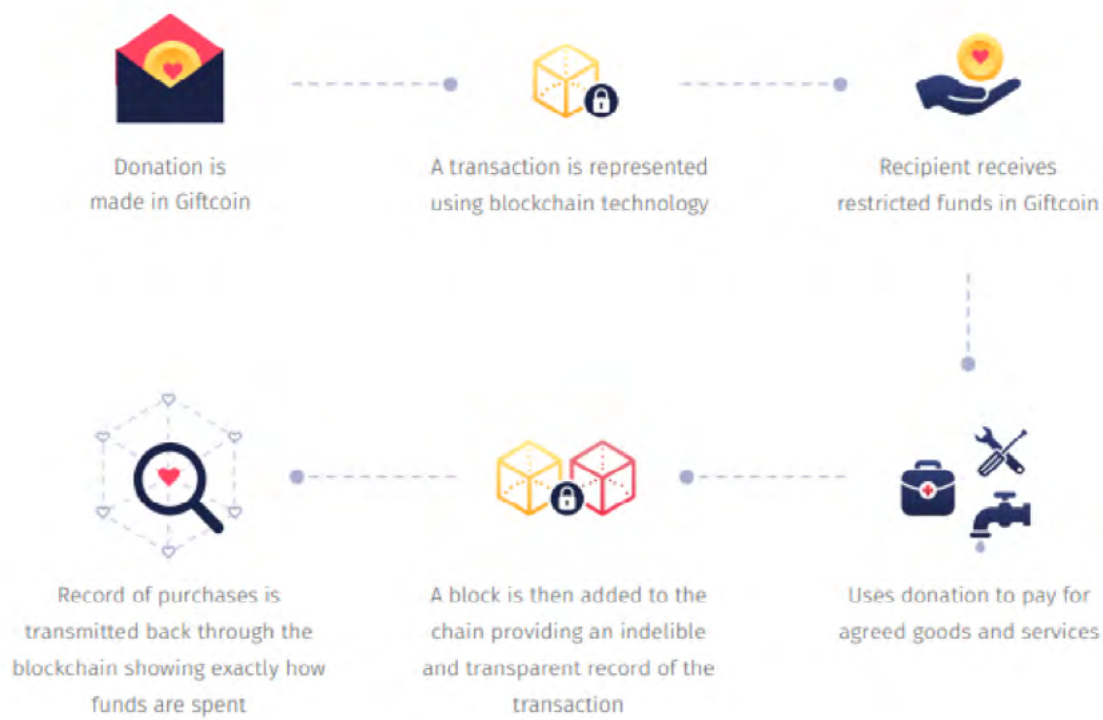 Donation is
made in Giftcoin
A transaction is represented
using blockchain technology
Recipient receives
restricted funds in Giftcoin
Uses donation to pay for
agreed goods and services
A block is then added to the
chain providing an indelible
and transparent record of the
transaction
Record of purchases is
transmitted back through the
blockchain showing exactly how
funds are spent